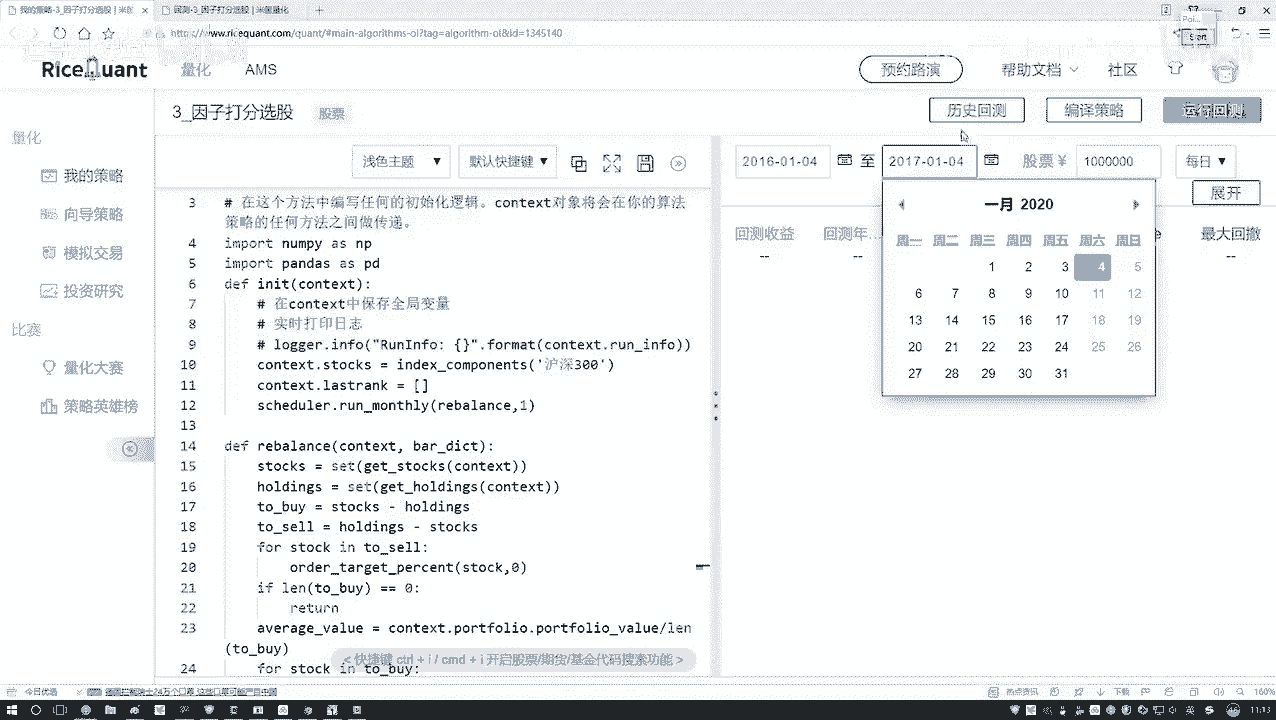 我的策略-3_因子打分选股 | 米筐
回测-3_因子打分选股 | 米筐量化
http://www.ricequant.com/quant/#main-algorithms-ol?tag=algorithm-ol&id=1345140
RiceQuant
量化
AMS
预约路演
帮助文档
社区
3_因子打分选股
股票
历史回测
编译策略
运行回测
量化
我的策略
向导策略
模拟交易
投资研究
比赛
量化大赛
策略英雄榜
浅色主题
默认快捷键
2016-01-04
至
2017-01-04
股票 ¥
1000000
每日
展开
回测收益
回测年...
最大回撤
--
--
--
一月 2020
周一 周二 周三 周四 周五 周六 周日
1 2 3 4 5
6 7 8 9 10 11 12
13 14 15 16 17 18 19
20 21 22 23 24 25 26
27 28 29 30 31
3 # 在这个方法中编写任何的初始化逻辑。context对象将会在你的算法
策略的任何方法之间做传递。
4 import numpy as np
5 import pandas as pd
6 def init(context):
7 # 在context中保存全局变量
8 # 实时打印日志
9 # logger.info("RunInfo: {}".format(context.run_info))
10 context.stocks = index_components('沪深300')
11 context.lastrank = []
12 scheduler.run_monthly(rebalance,1)
13
14 def rebalance(context, bar_dict):
15 stocks = set(get_stocks(context))
16 holdings = set(get_holdings(context))
17 to_buy = stocks - holdings
18 to_sell = holdings - stocks
19 for stock in to_sell:
20 order_target_percent(stock,0)
21 if len(to_buy) == 0:
22 return
23 average_value = context.portfolio.portfolio_value/len
(to_buy)
24 for stock in to_buy:
< 快捷键 ctrl + i / cmd + i 开启股票/期货/基金代码搜索功能 >
今日优选
热点资讯
下载
160%
11:13